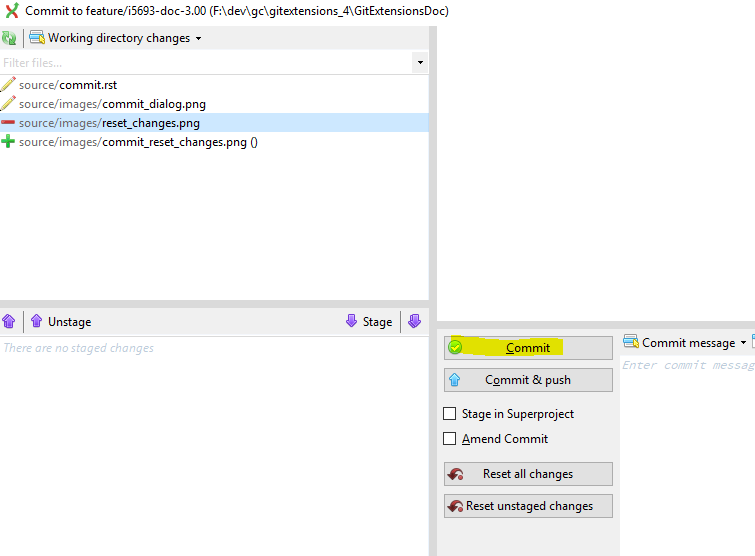 Commit to feature/i5693-doc-3.00 (F:\dev\gc\gitextensions_4\GitExtensionsDoc)
Working directory changes
Filter files...
source/commit.rst
source/images/commit_dialog.png
source/images/reset_changes.png
source/images/commit_reset_changes.png ()
Unstage
Stage
There are no staged changes
Commit
Commit & push
Stage in Superproject
Amend Commit
Reset all changes
Reset unstaged changes
Commit message
Enter commit messag